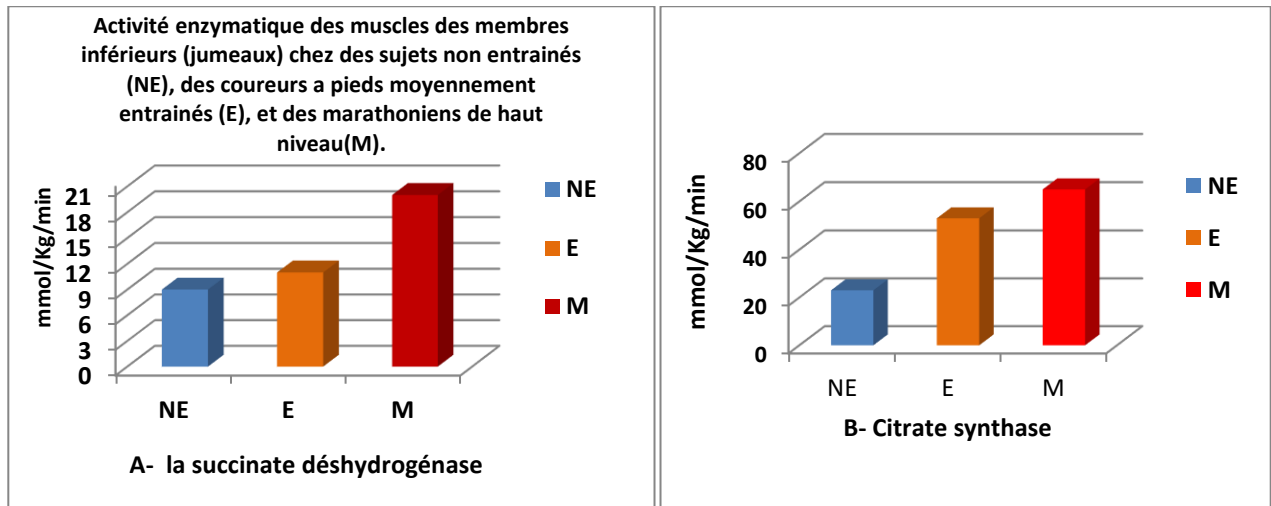 Activité enzymatique des muscles des membres
inférieurs (jumeaux) chez des sujets non entrainés
(NE), des coureurs a pieds moyennement
entrainés (E), et des marathoniens de haut
niveau(M).
21
18
15
12
9
6
3
0
mmol/Kg/min
NE
E
M
NE
E
M
A- la succinate déshydrogénase
80
60
40
20
0
mmol/Kg/min
NE
E
M
NE
E
M
B- Citrate synthase